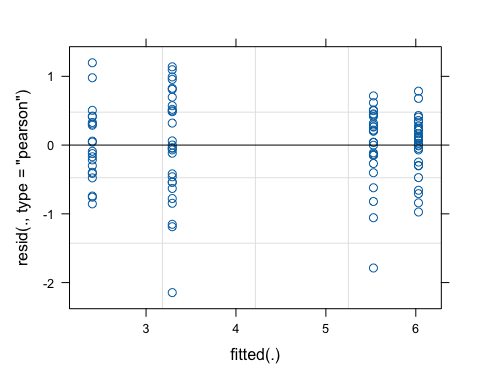 1
0
-1
-2
resid(., type = "pearson")
3 4 5 6
fitted(.)